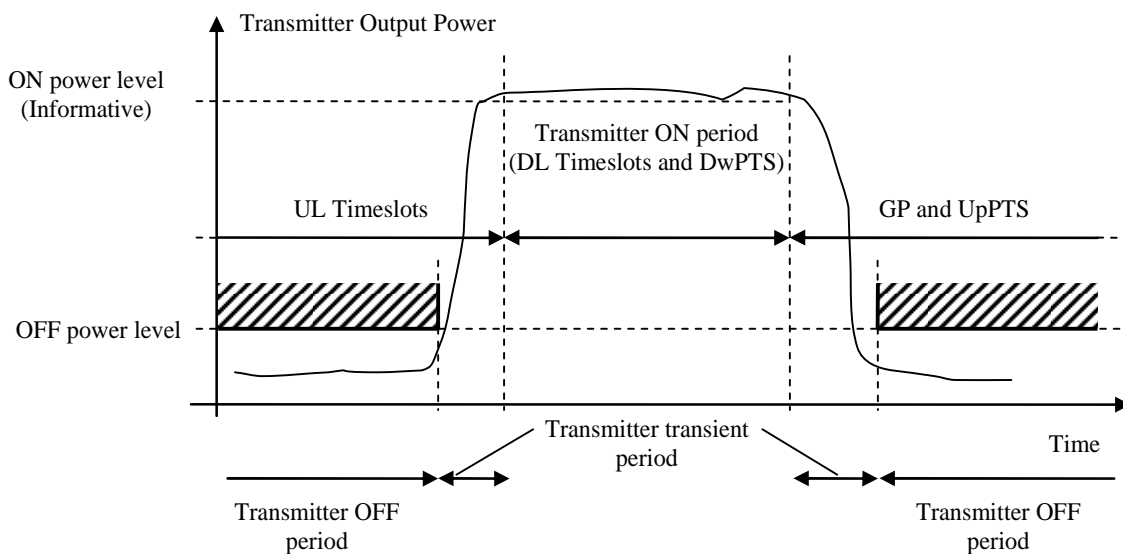 Transmitter Output Power
ON power level
(Informative)
Transmitter ON period
(DL Timeslots and DwPTS)
UL Timeslots
GP and UpPTS
OFF power level
Transmitter transient
period
Time
Transmitter OFF
period
Transmitter OFF
period